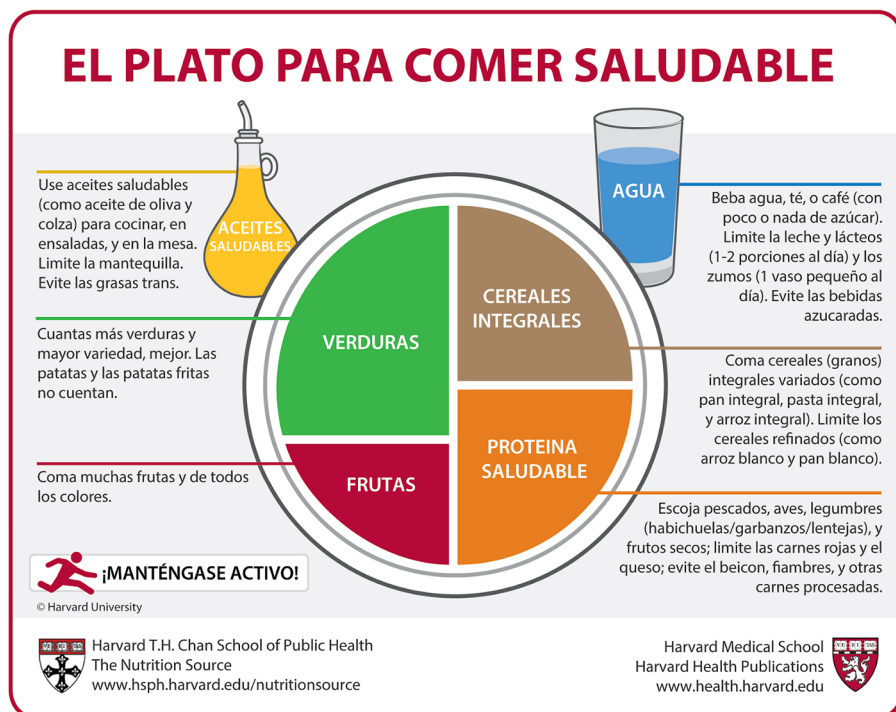 EL PLATO PARA COMER SALUDABLE
Use aceites saludables
(como aceite de oliva y
colza) para cocinar, en
ensaladas, y en la mesa.
Limite la mantequilla.
Evite las grasas trans.
ACEITES
SALUDABLES
AGUA
Beba agua, té, o café (con
poco o nada de azúcar).
Limite la leche y lácteos
(1-2 porciones al día) y los
zumos (1 vaso pequeño al
día). Evite las bebidas
azucaradas.
Cuantas más verduras y
mayor variedad, mejor. Las
patatas y las patatas fritas
no cuentan.
VERDURAS
CEREALES
INTEGRALES
Coma cereales (granos)
integrales variados (como
pan integral, pasta integral,
y arroz integral). Limite los
cereales refinados (como
arroz blanco y pan blanco).
Coma muchas frutas y de todos
los colores.
FRUTAS
PROTEINA
SALUDABLE
Escoja pescados, aves, legumbres
(habichuelas/garbanzos/lentejas), y
frutos secos; limite las carnes rojas y el
queso; evite el beicon, fiambres, y otras
carnes procesadas.
¡MANTÉNGASE ACTIVO!
© Harvard University
Harvard T.H. Chan School of Public Health
The Nutrition Source
www.hsph.harvard.edu/nutritionsource
Harvard Medical School
Harvard Health Publications
www.health.harvard.edu
VE RI TAS